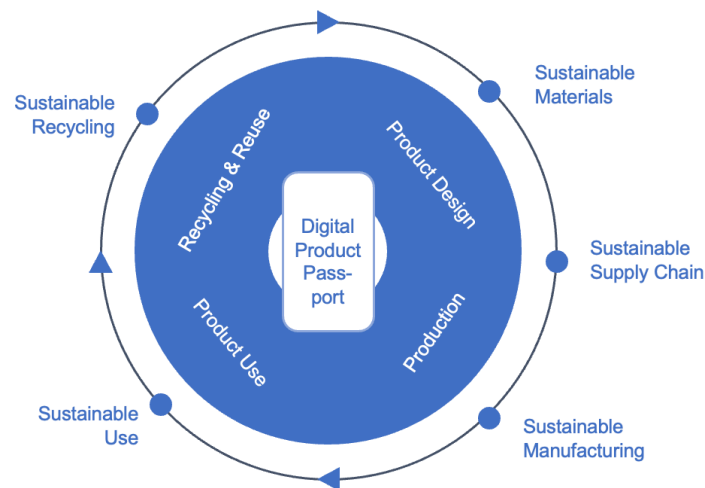 Sustainable
Materials
Sustainable
Recycling
Recycling & Reuse
Product Design
Digital
Product
Pass-
port
Sustainable
Supply Chain
Product Use
Production
Sustainable
Use
Sustainable
Manufacturing